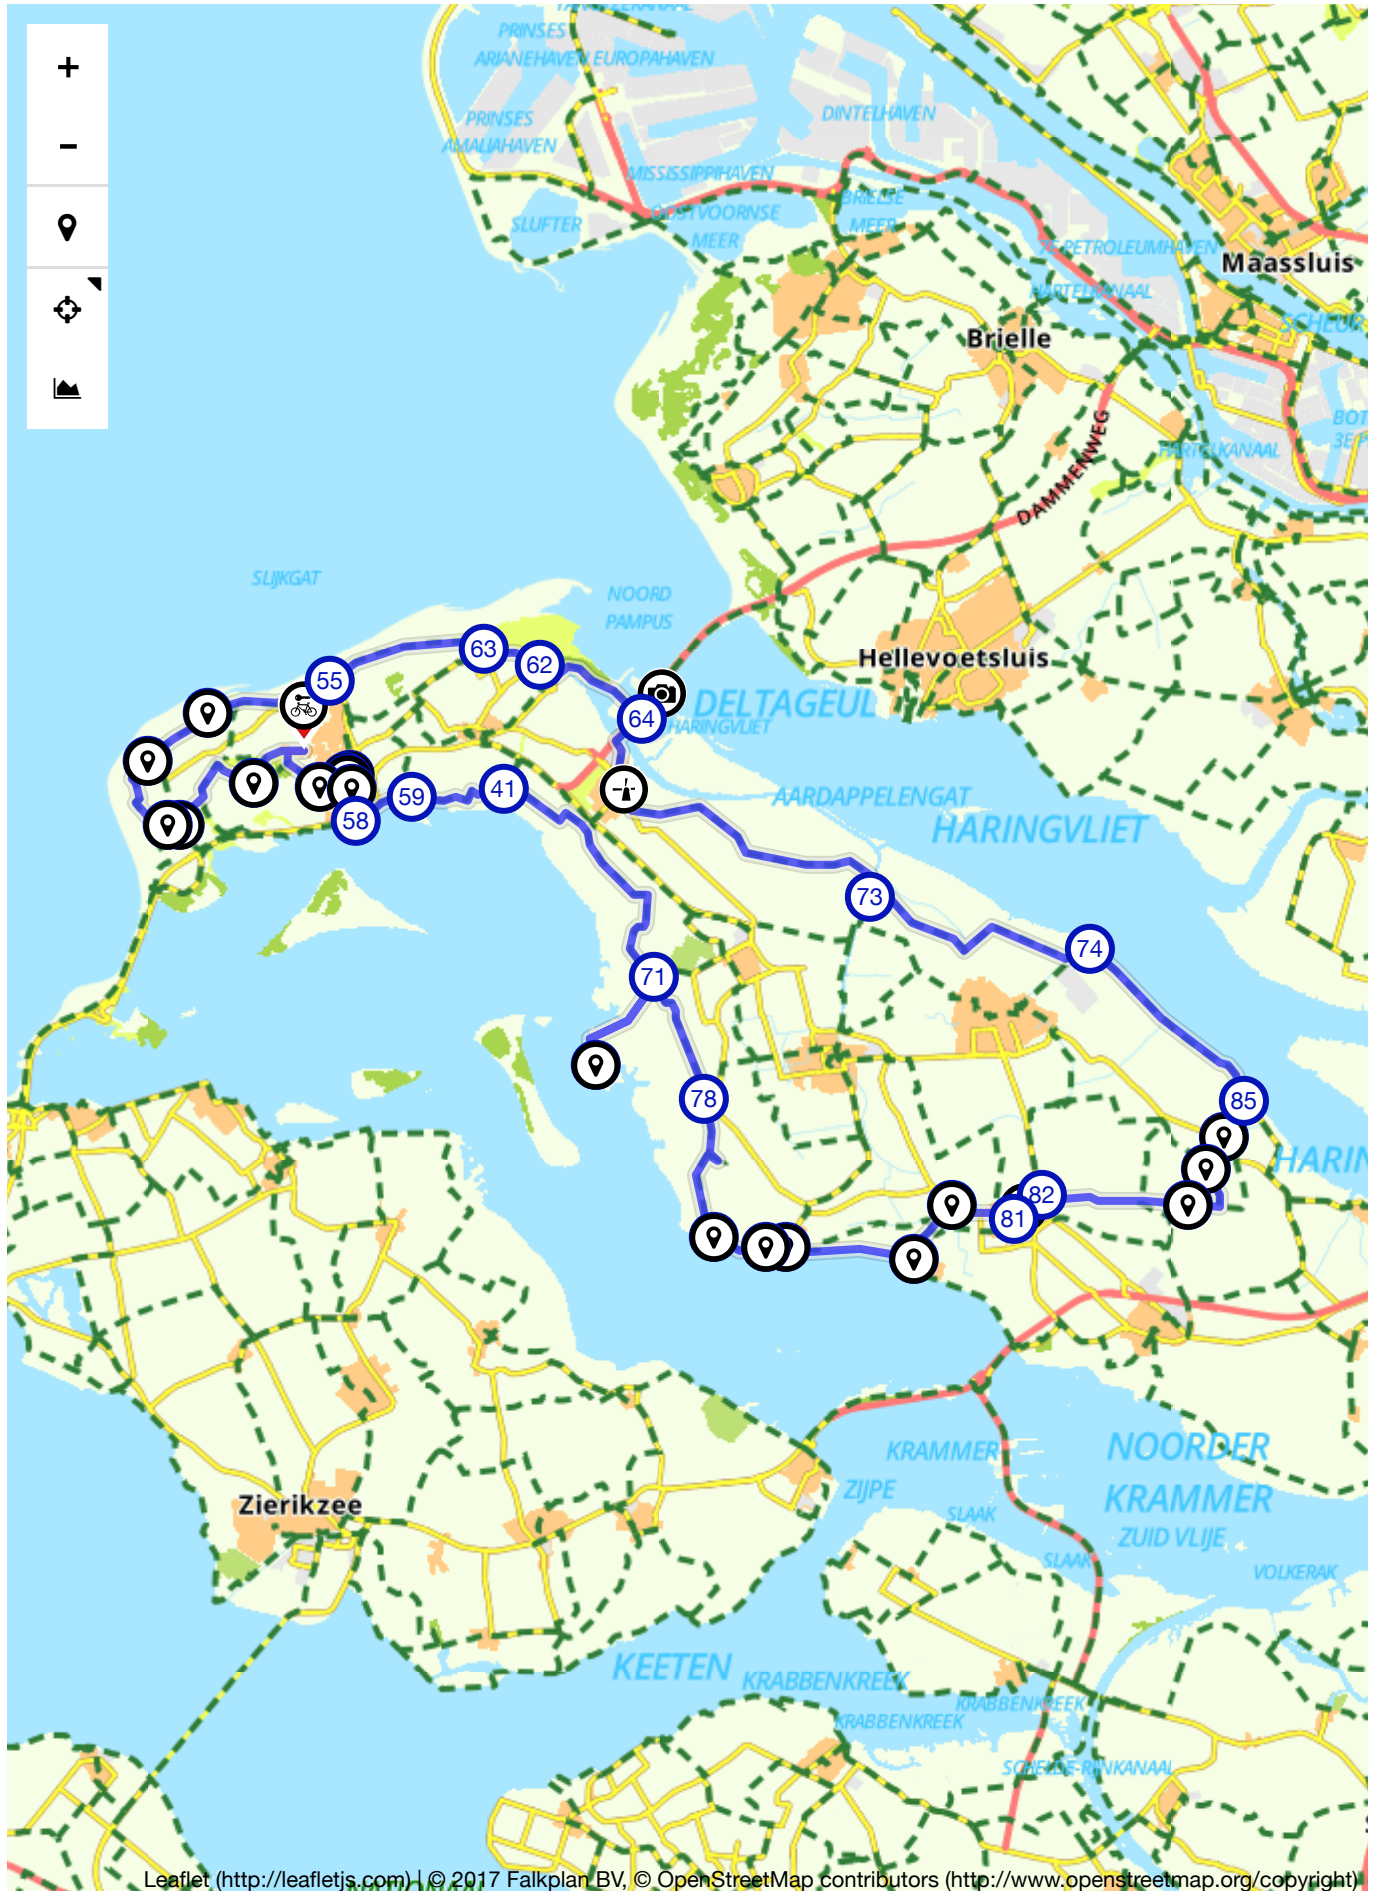 +
−
PRINSES
ARIANEHAVEN EUROPAHAVEN
PRINSES
AMALIAHAVEN
DINTELHAVEN
MISSISSIPPIHAVEN
SLUFTER
OOSTVOORNSE
MEER
BRIELSE
MEER
7E PETROLEUMHAVEN
Maassluis
HARTELKANAAL
SCHEUR
Brielle
DAMMENWEG
BOT
HARTELKANAAL
SLIJKGAT
NOORD
PAMPUS
Hellevoetsluis
63
62
55
64
DELTAGEUL
HARINGVLIET
59
41
58
AARDAPPELENGAT
HARINGVLIET
73
74
71
78
85
HARIN
82
81
NOORDER
KRAMMER
KRAMMER
ZIJPE
ZUID VLIJE
SLAAK
SLAAK
VOLKERAK
Zierikzee
KEETEN
KRABBENKREEK
KRABBENKREEK
KRABBENKREEK
SCHELDE-RIJNKANAAL
Leaflet (http://leafletjs.com) | © 2017 Falkplan BV, © OpenStreetMap contributors (http://www.openstreetmap.org/copyright)